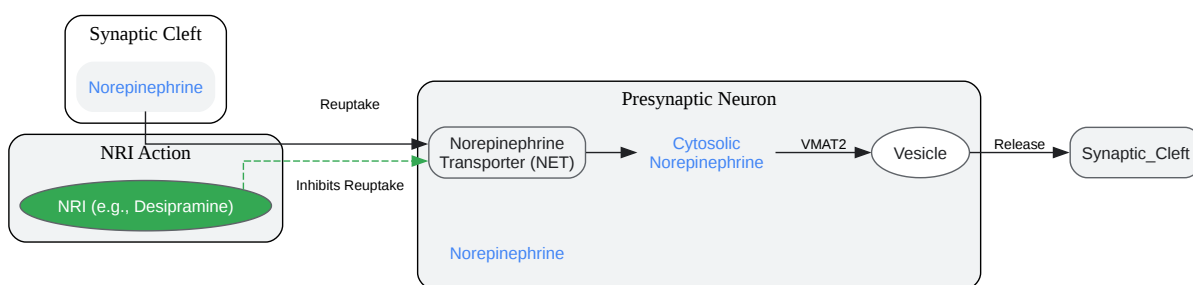 Synaptic Cleft
Norepinephrine
NRI Action
NRI (e.g., Desipramine)
Reuptake
Inhibits Reuptake
Presynaptic Neuron
Norepinephrine
Transporter (NET)
Cytosolic
Norepinephrine
VMAT2
Vesicle
Release
Synaptic_Cleft
Norepinephrine